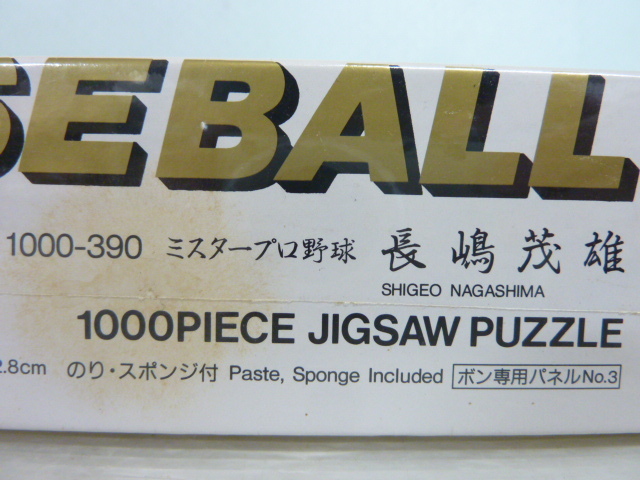 SEBALL
1000-390 ミスタープロ野球 長嶋茂雄
SHIGEO NAGASHIMA
1000PIECE JIGSAW PUZZLE
2.8cm のり・スポンジ付 Paste, Sponge Included ボン専用パネルNo.3